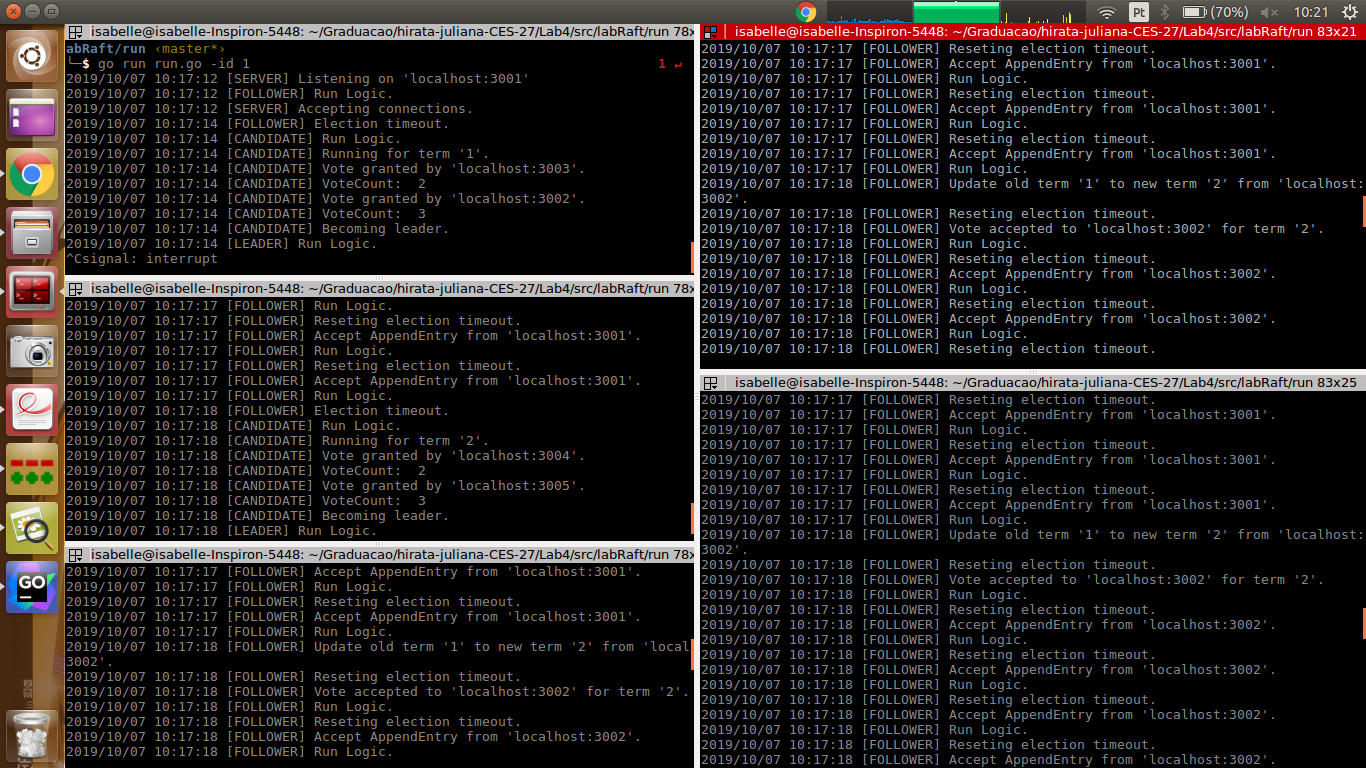 Pt
(70%)
10:21
isabelle@isabelle-Inspiron-5448: ~/Graduacao/hirata-juliana-CES-27/Lab4/src/labRaft/run 78x
abRaft/run ‹master*›
╰─$ go run run.go -id 1 1 ↵
2019/10/07 10:17:12 [SERVER] Listening on 'localhost:3001'
2019/10/07 10:17:12 [FOLLOWER] Run Logic.
2019/10/07 10:17:12 [SERVER] Accepting connections.
2019/10/07 10:17:14 [FOLLOWER] Election timeout.
2019/10/07 10:17:14 [CANDIDATE] Run Logic.
2019/10/07 10:17:14 [CANDIDATE] Running for term '1'.
2019/10/07 10:17:14 [CANDIDATE] Vote granted by 'localhost:3003'.
2019/10/07 10:17:14 [CANDIDATE] VoteCount:  2
2019/10/07 10:17:14 [CANDIDATE] Vote granted by 'localhost:3002'.
2019/10/07 10:17:14 [CANDIDATE] VoteCount:  3
2019/10/07 10:17:14 [CANDIDATE] Becoming leader.
2019/10/07 10:17:14 [LEADER] Run Logic.
^Csignal: interrupt
isabelle@isabelle-Inspiron-5448: ~/Graduacao/hirata-juliana-CES-27/Lab4/src/labRaft/run 78x
2019/10/07 10:17:17 [FOLLOWER] Run Logic.
2019/10/07 10:17:17 [FOLLOWER] Reseting election timeout.
2019/10/07 10:17:17 [FOLLOWER] Accept AppendEntry from 'localhost:3001'.
2019/10/07 10:17:17 [FOLLOWER] Run Logic.
2019/10/07 10:17:17 [FOLLOWER] Reseting election timeout.
2019/10/07 10:17:17 [FOLLOWER] Accept AppendEntry from 'localhost:3001'.
2019/10/07 10:17:17 [FOLLOWER] Run Logic.
2019/10/07 10:17:18 [FOLLOWER] Election timeout.
2019/10/07 10:17:18 [CANDIDATE] Run Logic.
2019/10/07 10:17:18 [CANDIDATE] Running for term '2'.
2019/10/07 10:17:18 [CANDIDATE] Vote granted by 'localhost:3004'.
2019/10/07 10:17:18 [CANDIDATE] VoteCount:  2
2019/10/07 10:17:18 [CANDIDATE] Vote granted by 'localhost:3005'.
2019/10/07 10:17:18 [CANDIDATE] VoteCount:  3
2019/10/07 10:17:18 [CANDIDATE] Becoming leader.
2019/10/07 10:17:18 [LEADER] Run Logic.
isabelle@isabelle-Inspiron-5448: ~/Graduacao/hirata-juliana-CES-27/Lab4/src/labRaft/run 78x
2019/10/07 10:17:17 [FOLLOWER] Accept AppendEntry from 'localhost:3001'.
2019/10/07 10:17:17 [FOLLOWER] Run Logic.
2019/10/07 10:17:17 [FOLLOWER] Reseting election timeout.
2019/10/07 10:17:17 [FOLLOWER] Accept AppendEntry from 'localhost:3001'.
2019/10/07 10:17:17 [FOLLOWER] Run Logic.
2019/10/07 10:17:18 [FOLLOWER] Update old term '1' to new term '2' from 'local
3002'.
2019/10/07 10:17:18 [FOLLOWER] Reseting election timeout.
2019/10/07 10:17:18 [FOLLOWER] Vote accepted to 'localhost:3002' for term '2'.
2019/10/07 10:17:18 [FOLLOWER] Run Logic.
2019/10/07 10:17:18 [FOLLOWER] Reseting election timeout.
2019/10/07 10:17:18 [FOLLOWER] Accept AppendEntry from 'localhost:3002'.
2019/10/07 10:17:18 [FOLLOWER] Run Logic.
isabelle@isabelle-Inspiron-5448: ~/Graduacao/hirata-juliana-CES-27/Lab4/src/labRaft/run 83x21
2019/10/07 10:17:17 [FOLLOWER] Reseting election timeout.
2019/10/07 10:17:17 [FOLLOWER] Accept AppendEntry from 'localhost:3001'.
2019/10/07 10:17:17 [FOLLOWER] Run Logic.
2019/10/07 10:17:17 [FOLLOWER] Reseting election timeout.
2019/10/07 10:17:17 [FOLLOWER] Accept AppendEntry from 'localhost:3001'.
2019/10/07 10:17:17 [FOLLOWER] Run Logic.
2019/10/07 10:17:17 [FOLLOWER] Reseting election timeout.
2019/10/07 10:17:17 [FOLLOWER] Accept AppendEntry from 'localhost:3001'.
2019/10/07 10:17:17 [FOLLOWER] Run Logic.
2019/10/07 10:17:18 [FOLLOWER] Update old term '1' to new term '2' from 'localhost:
3002'.
2019/10/07 10:17:18 [FOLLOWER] Reseting election timeout.
2019/10/07 10:17:18 [FOLLOWER] Vote accepted to 'localhost:3002' for term '2'.
2019/10/07 10:17:18 [FOLLOWER] Run Logic.
2019/10/07 10:17:18 [FOLLOWER] Reseting election timeout.
2019/10/07 10:17:18 [FOLLOWER] Accept AppendEntry from 'localhost:3002'.
2019/10/07 10:17:18 [FOLLOWER] Run Logic.
2019/10/07 10:17:18 [FOLLOWER] Reseting election timeout.
2019/10/07 10:17:18 [FOLLOWER] Accept AppendEntry from 'localhost:3002'.
2019/10/07 10:17:18 [FOLLOWER] Run Logic.
2019/10/07 10:17:18 [FOLLOWER] Reseting election timeout.
isabelle@isabelle-Inspiron-5448: ~/Graduacao/hirata-juliana-CES-27/Lab4/src/labRaft/run 83x25
2019/10/07 10:17:17 [FOLLOWER] Reseting election timeout.
2019/10/07 10:17:17 [FOLLOWER] Accept AppendEntry from 'localhost:3001'.
2019/10/07 10:17:17 [FOLLOWER] Run Logic.
2019/10/07 10:17:17 [FOLLOWER] Reseting election timeout.
2019/10/07 10:17:17 [FOLLOWER] Accept AppendEntry from 'localhost:3001'.
2019/10/07 10:17:17 [FOLLOWER] Run Logic.
2019/10/07 10:17:17 [FOLLOWER] Reseting election timeout.
2019/10/07 10:17:17 [FOLLOWER] Accept AppendEntry from 'localhost:3001'.
2019/10/07 10:17:17 [FOLLOWER] Run Logic.
2019/10/07 10:17:18 [FOLLOWER] Update old term '1' to new term '2' from 'localhost:
3002'.
2019/10/07 10:17:18 [FOLLOWER] Reseting election timeout.
2019/10/07 10:17:18 [FOLLOWER] Vote accepted to 'localhost:3002' for term '2'.
2019/10/07 10:17:18 [FOLLOWER] Run Logic.
2019/10/07 10:17:18 [FOLLOWER] Reseting election timeout.
2019/10/07 10:17:18 [FOLLOWER] Accept AppendEntry from 'localhost:3002'.
2019/10/07 10:17:18 [FOLLOWER] Run Logic.
2019/10/07 10:17:18 [FOLLOWER] Reseting election timeout.
2019/10/07 10:17:18 [FOLLOWER] Accept AppendEntry from 'localhost:3002'.
2019/10/07 10:17:18 [FOLLOWER] Run Logic.
2019/10/07 10:17:18 [FOLLOWER] Reseting election timeout.
2019/10/07 10:17:18 [FOLLOWER] Accept AppendEntry from 'localhost:3002'.
2019/10/07 10:17:18 [FOLLOWER] Run Logic.
2019/10/07 10:17:18 [FOLLOWER] Reseting election timeout.
2019/10/07 10:17:18 [FOLLOWER] Accept AppendEntry from 'localhost:3002'.
GO